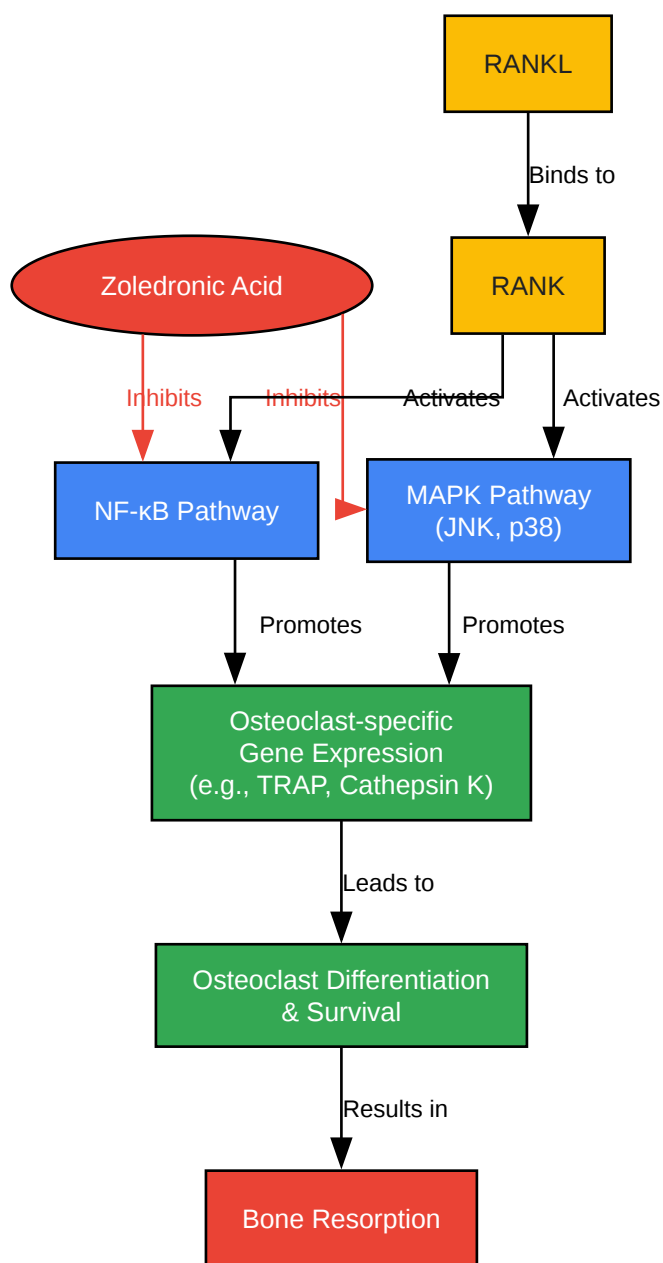 RANKL
Binds to
Zoledronic Acid
RANK
Inhibits
Inhibits
Activates
Activates
NF-κB Pathway
MAPK Pathway
(JNK, p38)
Promotes
Promotes
Osteoclast-specific
Gene Expression
(e.g., TRAP, Cathepsin K)
Leads to
Osteoclast Differentiation
& Survival
Results in
Bone Resorption